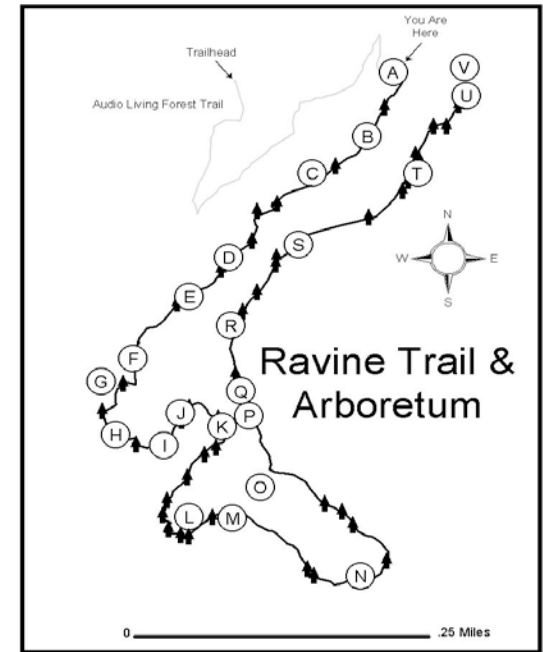 You Are
Here
Trailhead
Audio Living Forest Trail
A
V
U
B
C
T
N
W
E
S
S
D
E
R
F
Ravine Trail &
Arboretum
G
Q
J
P
K
H
I
O
L
M
N
0
.25 Miles